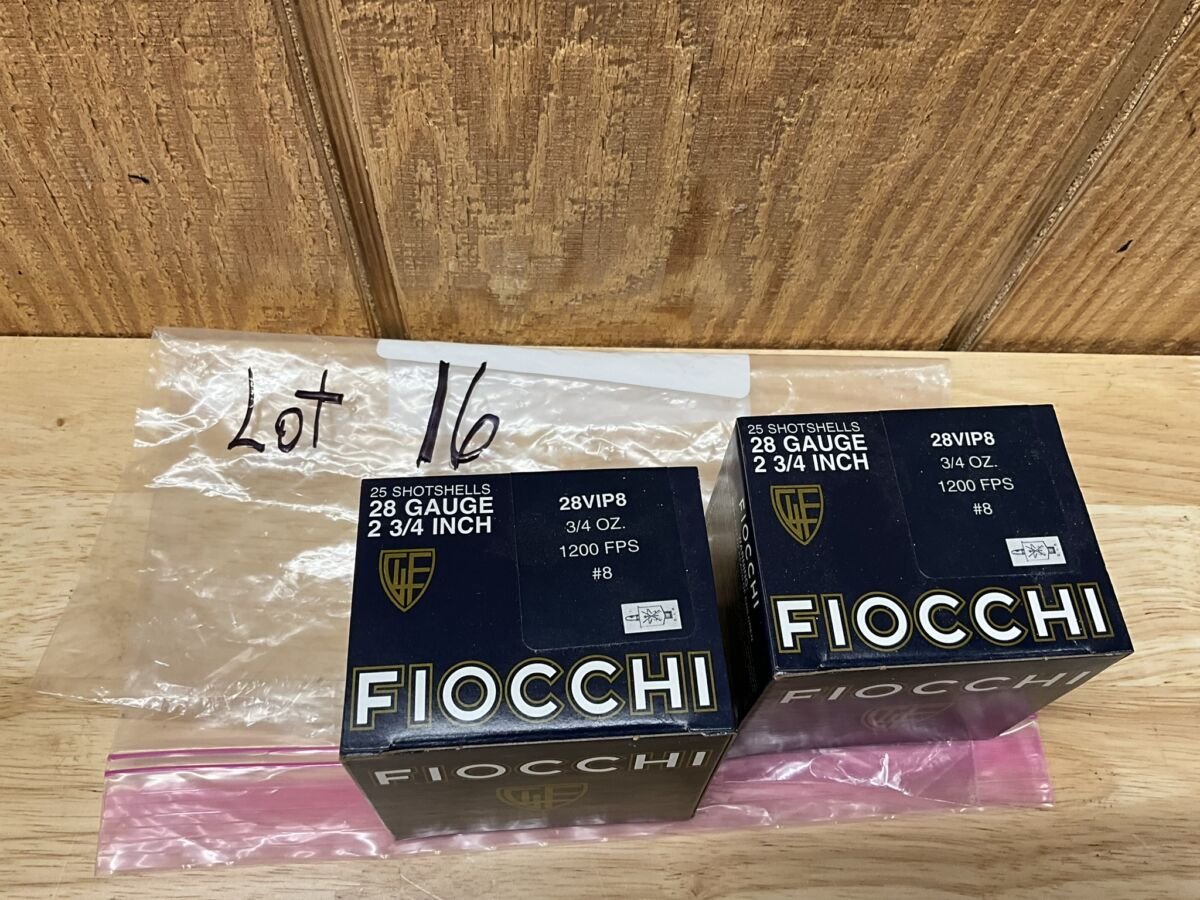 Lot 16
25 SHOTSHELLS
28 GAUGE
2 3/4 INCH
28VIP8
3/4 OZ.
1200 FPS
#8
FIOCCHI
FIOCCHI
25 SHOTSHELLS
28 GAUGE
2 3/4 INCH
28VIP8
3/4 OZ.
1200 FPS
#8
FIOCCHI
FIOCCHI
FIOCCHI